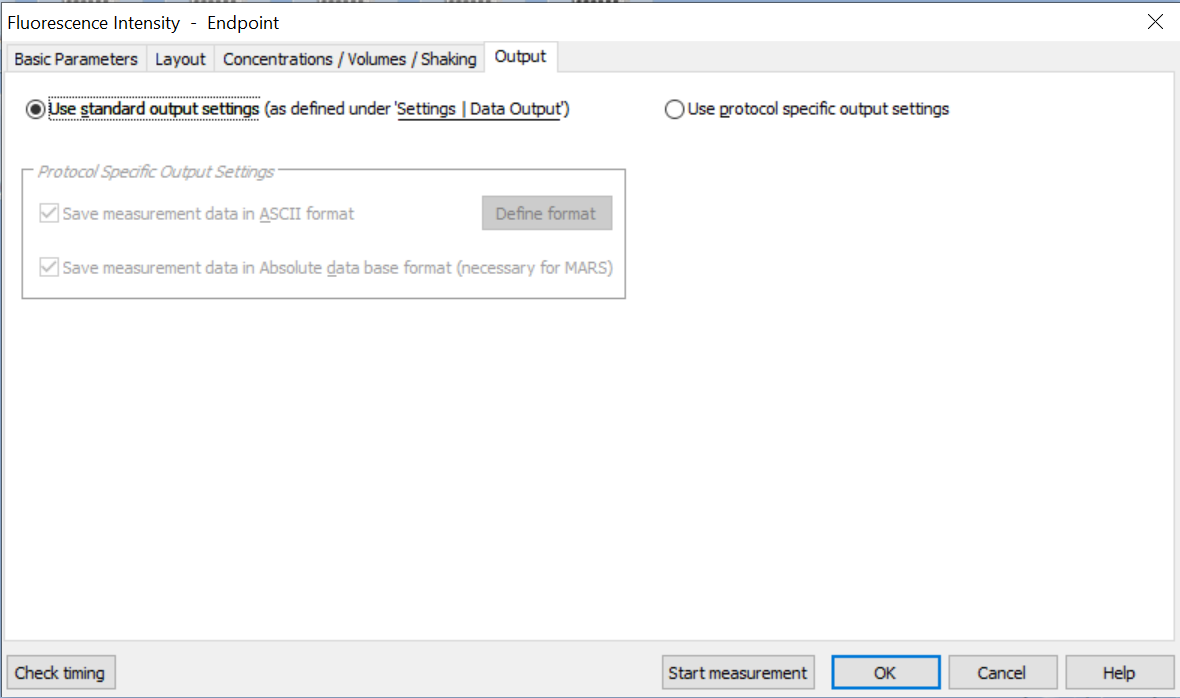 Fluorescence Intensity - Endpoint
Basic Parameters Layout Concentrations / Volumes / Shaking Output
Use standard output settings (as defined under 'Settings | Data Output') Use protocol specific output settings
Protocol Specific Output Settings
Save measurement data in ASCII format Define format
Save measurement data in Absolute data base format (necessary for MARS)
Check timing Start measurement OK Cancel Help